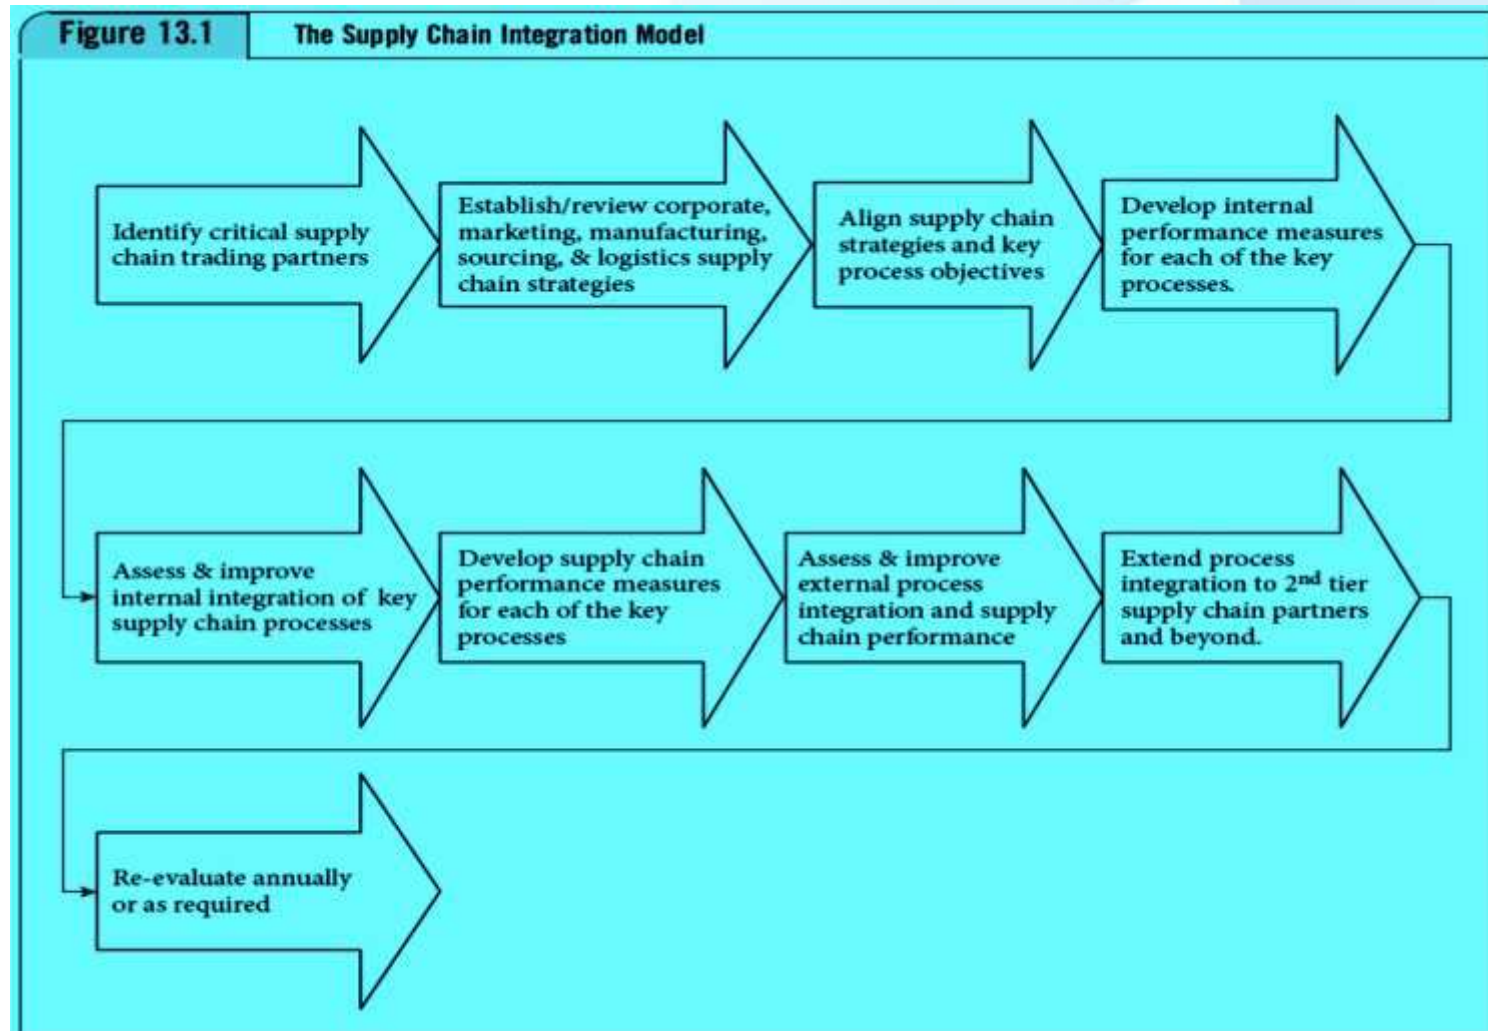 Figure 13.1
The Supply Chain Integration Model
Identify critical supply
chain trading partners
Establish/review corporate,
marketing, manufacturing,
sourcing, & logistics supply
chain strategies
Align supply chain
strategies and key
process objectives
Develop internal
performance measures
for each of the key
processes.
Assess & improve
internal integration of key
supply chain processes
Develop supply chain
performance measures
for each of the key
processes
Assess & improve
external process
integration and supply
chain performance
Extend process
integration to 2nd tier
supply chain partners
and beyond.
Re-evaluate annually
or as required